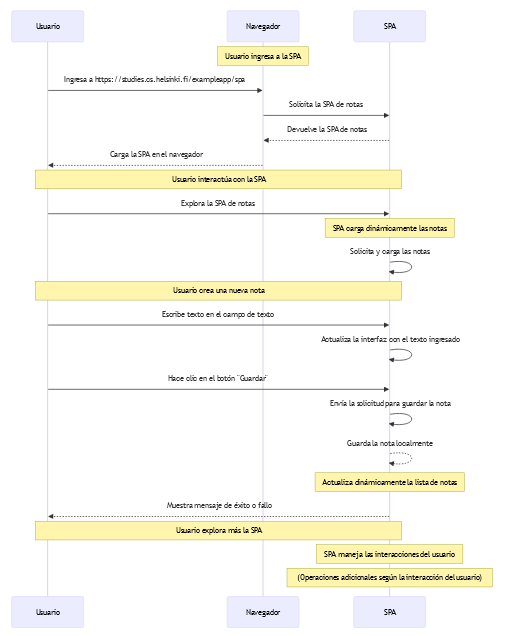 Usuario Navegador SPA
Usuario ingresa a la SPA
Ingresa a https://studies.cs.helsinki.fi/exampleapp/spa
Solicita la SPA de notas
Devuelve la SPA de notas
Carga la SPA en el navegador
Usuario interactúa con la SPA
Explora la SPA de notas
SPA carga dinámicamente las notas
Solicita y carga las notas
Usuario crea una nueva nota
Escribe texto en el campo de texto
Actualiza la interfaz con el texto ingresado
Hace clic en el botón "Guardar"
Envía la solicitud para guardar la nota
Guarda la nota localmente
Actualiza dinámicamente la lista de notas
Muestra mensaje de éxito o fallo
Usuario explora más la SPA
SPA maneja las interacciones del usuario
(Operaciones adicionales según la interacción del usuario)
Usuario Navegador SPA